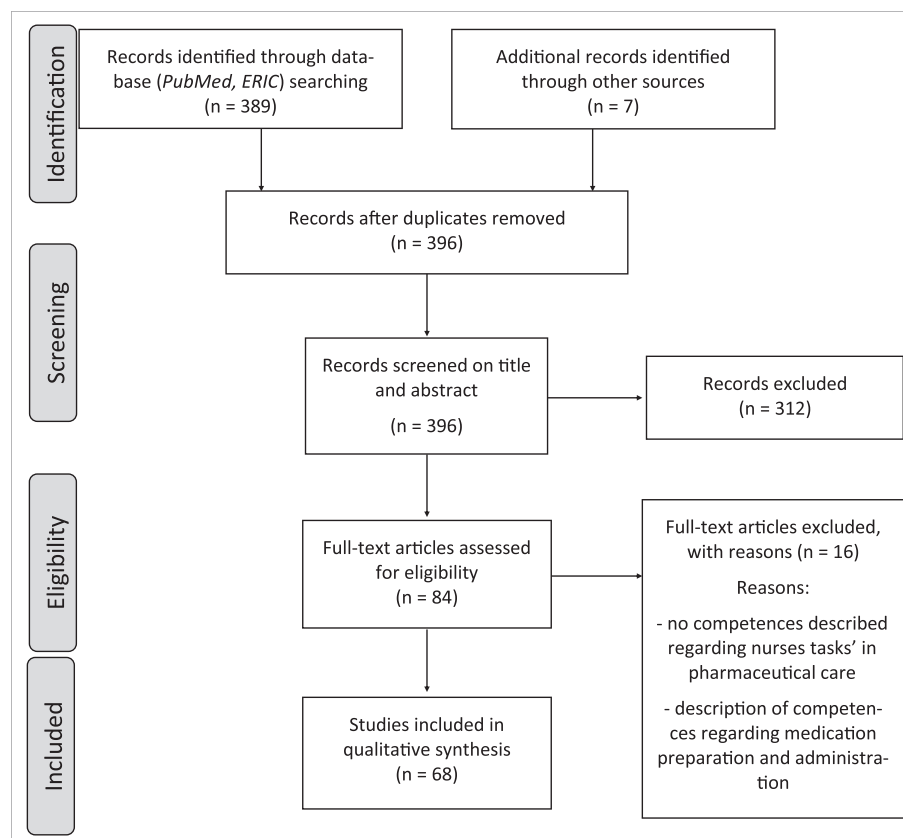 Identification
Records identified through data-
base (PubMed, ERIC) searching
(n = 389)
Additional records identified
through other sources
(n = 7)
Records after duplicates removed
(n = 396)
Screening
Records screened on title
and abstract
(n = 396)
Records excluded
(n = 312)
Eligibility
Full-text articles assessed
for eligibility
(n = 84)
Full-text articles excluded,
with reasons (n = 16)
Reasons:
- no competences described
regarding nurses tasks’ in
pharmaceutical care
- description of competen-
ces regarding medication
preparation and administra-
tion
Included
Studies included in
qualitative synthesis
(n = 68)